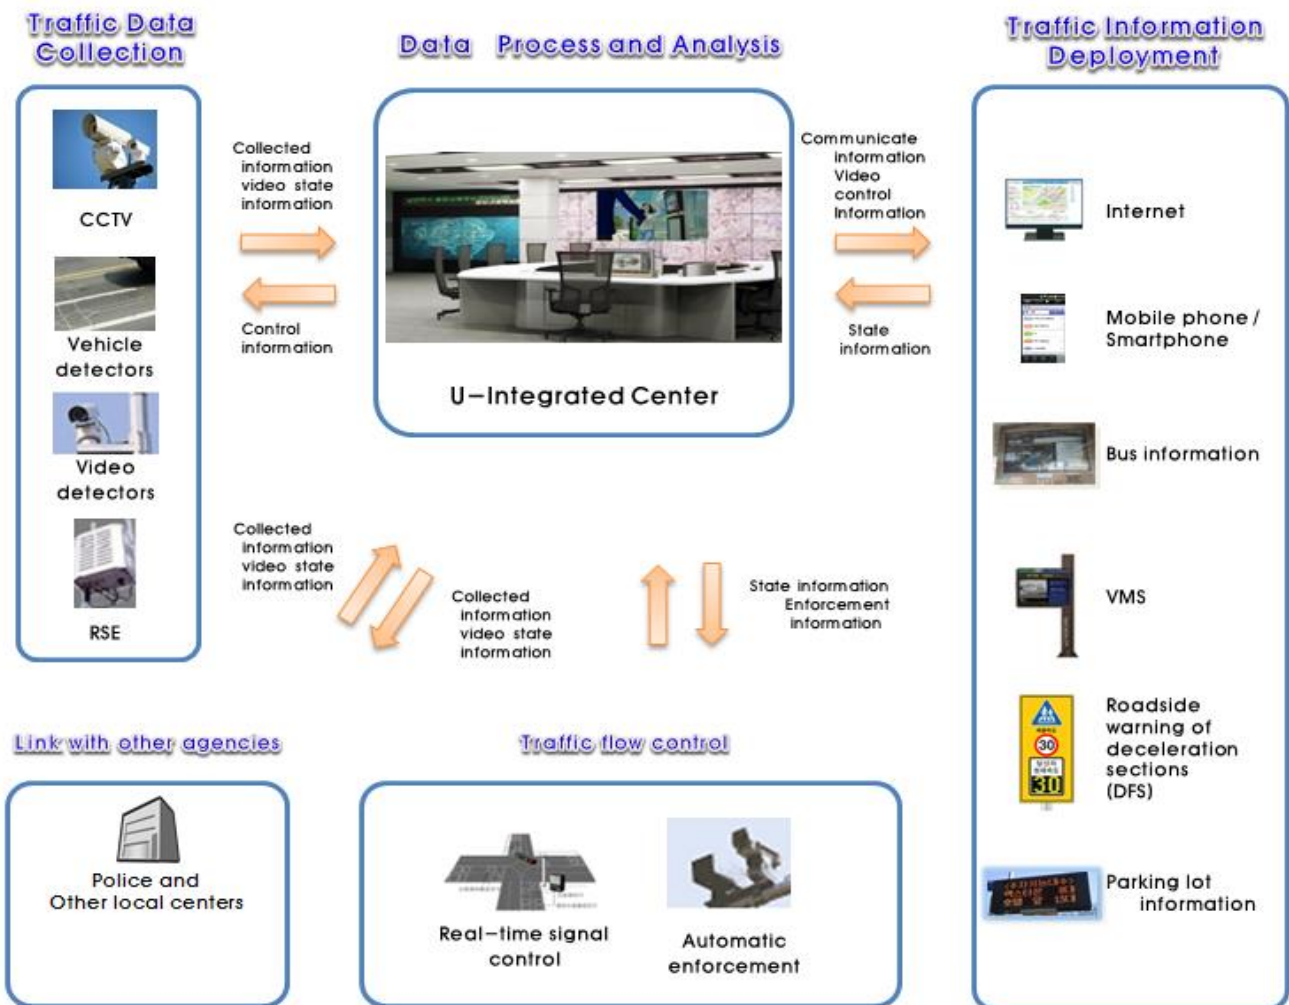 Traffic Data
Collection
CCTV
Vehicle
detectors
Video
detectors
RSE
Collected
information
video state
information
Control
information
Data Process and Analysis
U-Integrated Center
Communicate
information
Video
control
Information
State
information
Traffic Information
Deployment
Internet
Mobile phone /
Smartphone
Bus information
VMS
30
30
Roadside
warning of
deceleration
sections
(DFS)
Parking lot
information
Collected
information
video state
information
Collected
information
video state
information
State information
Enforcement
information
Link with other agencies
Police and
Other local centers
Traffic flow control
Real-time signal
control
Automatic
enforcement